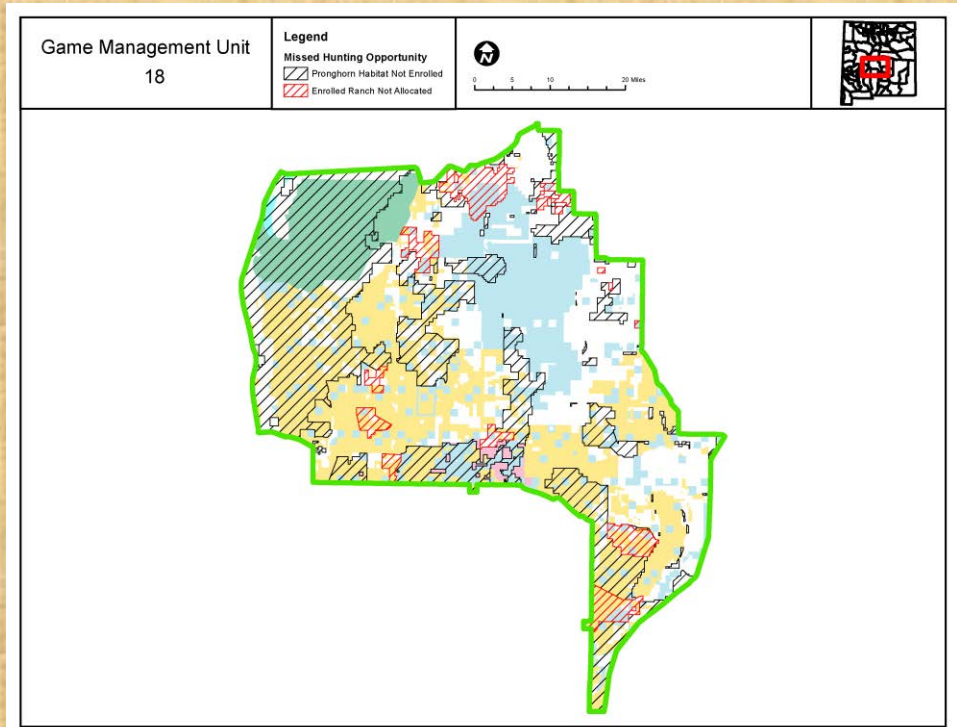 Game Management Unit
18
Legend
Missed Hunting Opportunity
Pronghorn Habitat Not Enrolled
Enrolled Ranch Not Allocated
N
0 5 10 20 Miles